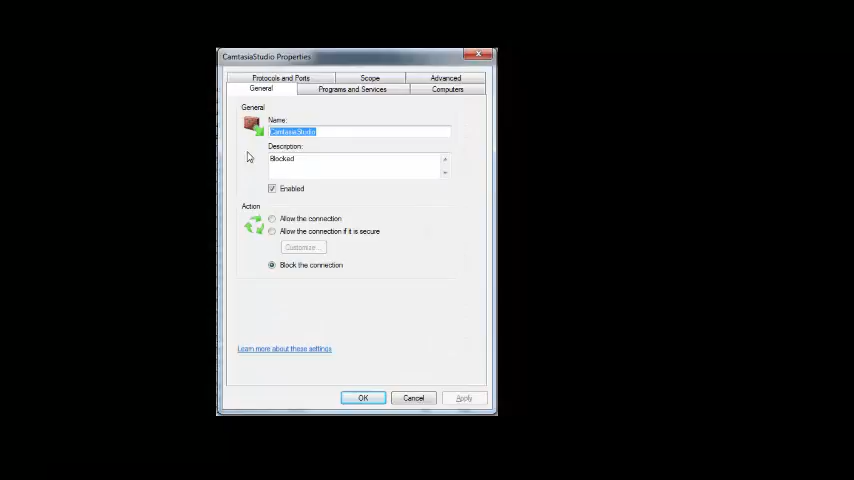 CamtasiaStudio Properties
Protocols and Ports Scope Advanced
General Programs and Services Computers
General
Name:
CamtasiaStudio
Description:
Blocked
Enabled
Action
Allow the connection
Allow the connection if it is secure
Customize...
Block the connection
Learn more about these settings
OK Cancel Apply